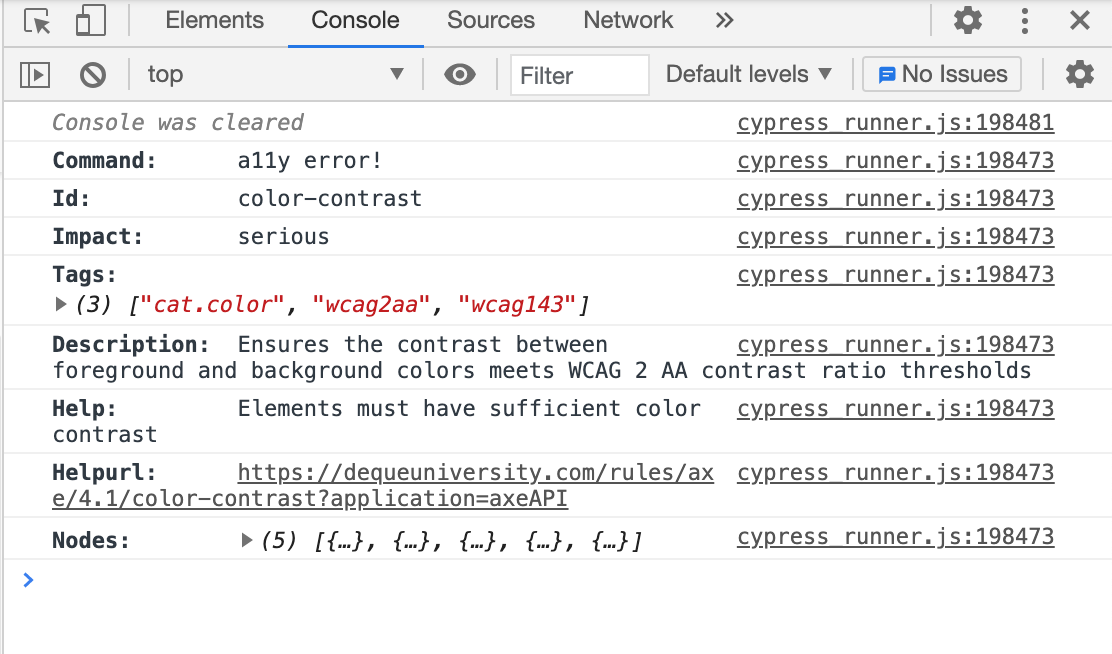 Elements Console Sources Network »
top Filter Default levels No Issues
Console was cleared cypress_runner.js:198481
Command: a11y error! cypress_runner.js:198473
Id: color-contrast cypress_runner.js:198473
Impact: serious cypress_runner.js:198473
Tags: cypress_runner.js:198473
(3) ["cat.color", "wcag2aa", "wcag143"]
Description: Ensures the contrast between cypress_runner.js:198473
foreground and background colors meets WCAG 2 AA contrast ratio thresholds
Help: Elements must have sufficient color cypress_runner.js:198473
contrast
Helpurl: https://dequeuniversity.com/rules/ax cypress_runner.js:198473
e/4.1/color-contrast?application=axeAPI
Nodes: (5) [{…}, {…}, {…}, {…}, {…}] cypress_runner.js:198473